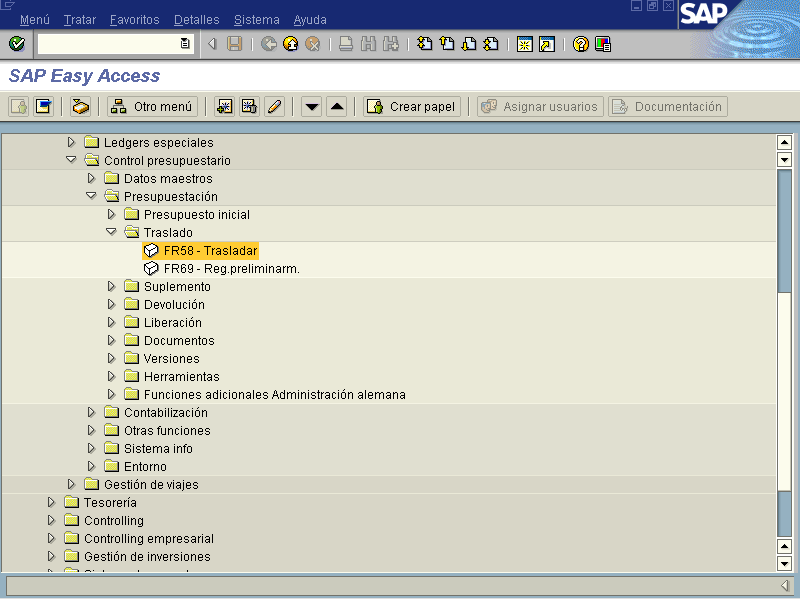 Menú Tratar Favoritos Detalles Sistema Ayuda
SAP
SAP Easy Access
Otro menú Crear papel Asignar usuarios Documentación
Ledgers especiales
Control presupuestario
Datos maestros
Presupuestación
Presupuesto inicial
Traslado
FR58 - Trasladar
FR69 - Reg.preliminarm.
Suplemento
Devolución
Liberación
Documentos
Versiones
Herramientas
Funciones adicionales Administración alemana
Contabilización
Otras funciones
Sistema info
Entorno
Gestión de viajes
Tesorería
Controlling
Controlling empresarial
Gestión de inversiones